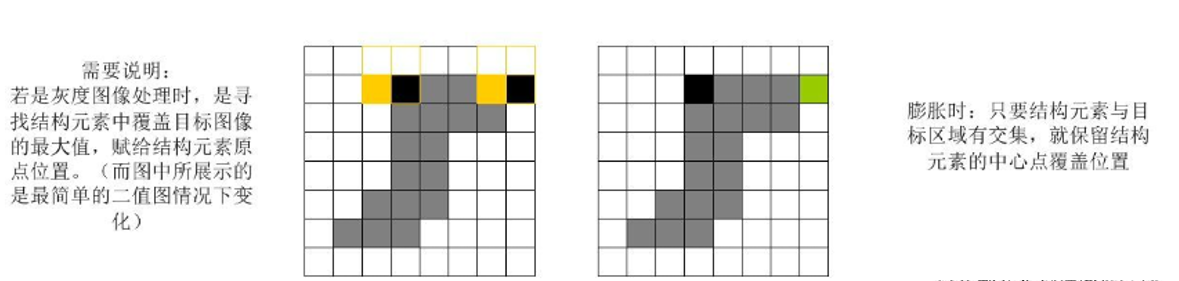 需要说明：
若是灰度图像处理时，是寻
找结构元素中覆盖目标图像
的最大值，赋给结构元素原
点位置。（而图中所展示的
是最简单的二值图情况下变
化）
膨胀时：只要结构元素与目
标区域有交集，就保留结构
元素的中心点覆盖位置